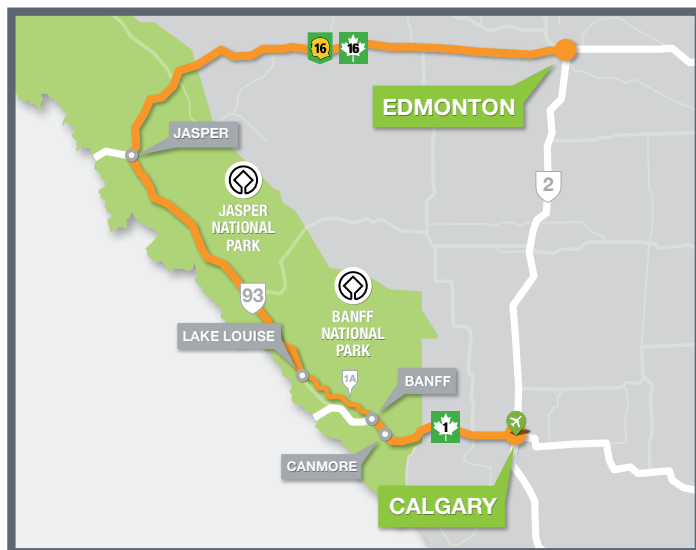 16
16
EDMONTON
JASPER
2
JASPER
NATIONAL
PARK
93
BANFF
NATIONAL
PARK
LAKE LOUISE
1A
BANFF
1
CANMORE
CALGARY